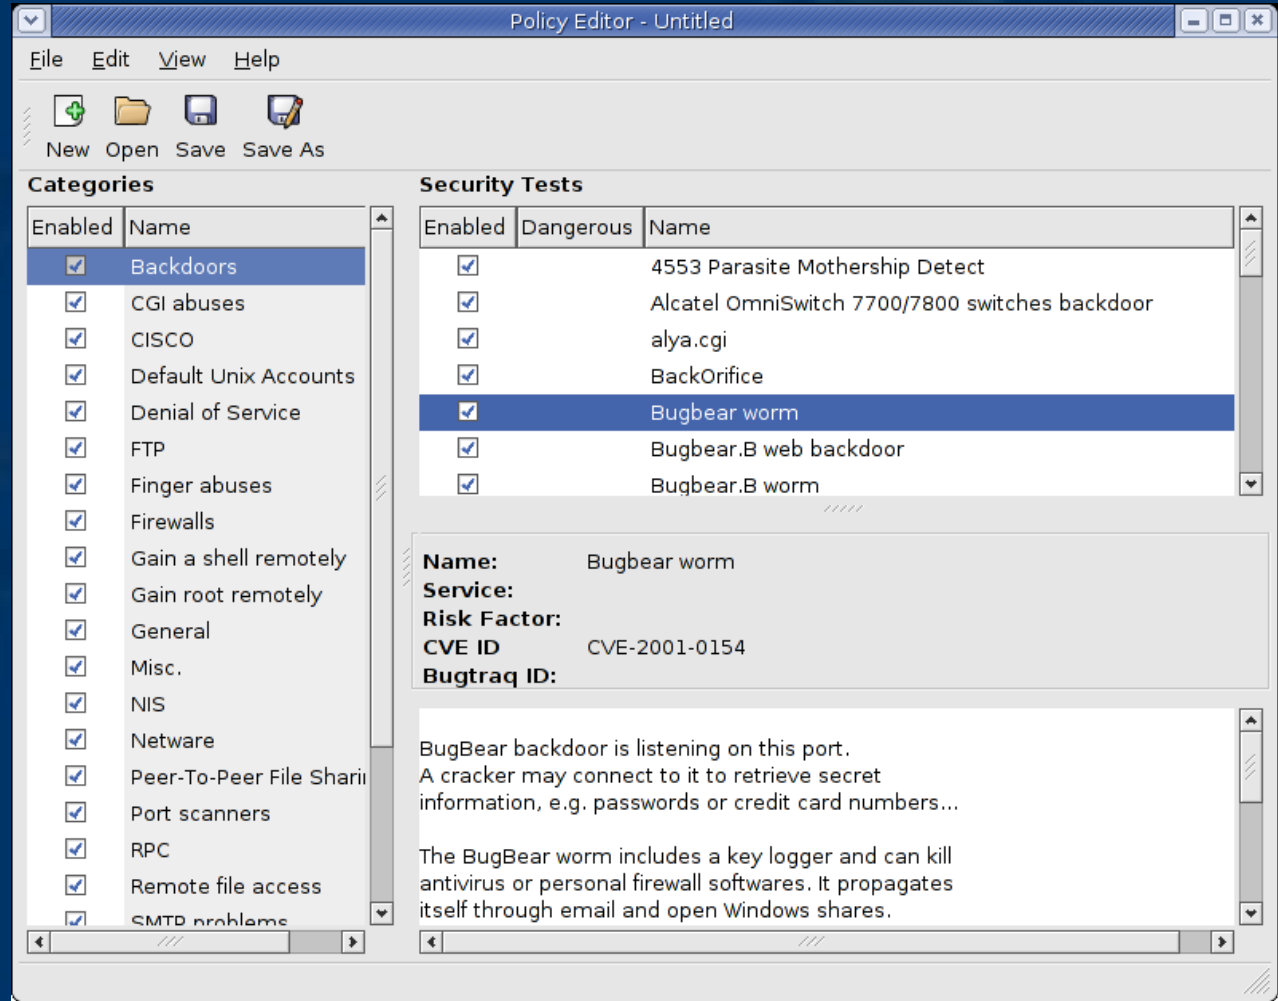 Policy Editor - Untitled
File Edit View Help
New Open Save Save As
Categories
Enabled Name
Backdoors
CGI abuses
CISCO
Default Unix Accounts
Denial of Service
FTP
Finger abuses
Firewalls
Gain a shell remotely
Gain root remotely
General
Misc.
NIS
Netware
Peer-To-Peer File Sharin
Port scanners
RPC
Remote file access
SMTP problems
Security Tests
Enabled Dangerous Name
4553 Parasite Mothership Detect
Alcatel OmniSwitch 7700/7800 switches backdoor
alya.cgi
BackOrifice
Bugbear worm
Bugbear.B web backdoor
Bugbear.B worm
Name: Bugbear worm
Service:
Risk Factor:
CVE ID CVE-2001-0154
Bugtraq ID:
BugBear backdoor is listening on this port.
A cracker may connect to it to retrieve secret
information, e.g. passwords or credit card numbers...
The BugBear worm includes a key logger and can kill
antivirus or personal firewall softwares. It propagates
itself through email and open Windows shares.